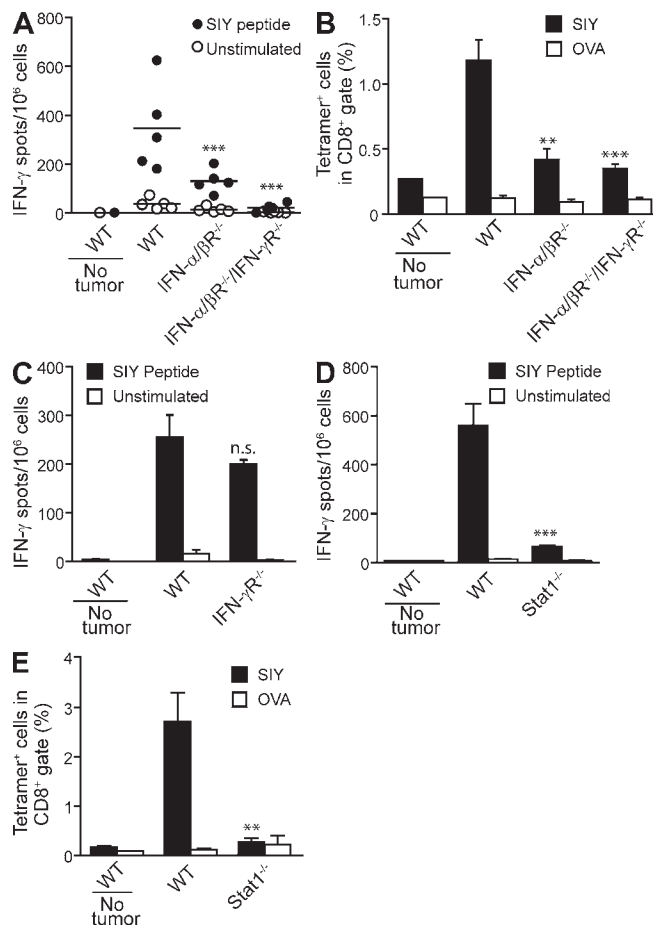 A
IFN-γ spots/10⁶ cells
800
600
400
200
0
SIY peptide
Unstimulated
***
***
WT
No
tumor
WT
IFN-α/βR⁻/⁻
IFN-α/βR⁻/⁻/IFN-γR⁻/⁻
B
Tetramer⁺ cells
in CD8⁺ gate (%)
1.5
1.0
0.5
0
SIY
OVA
**
***
WT
No
tumor
WT
IFN-α/βR⁻/⁻
IFN-α/βR⁻/⁻/IFN-γR⁻/⁻
C
IFN-γ spots/10⁶ cells
400
300
200
100
0
SIY Peptide
Unstimulated
n.s.
WT
No
tumor
WT
IFN-γR⁻/⁻
D
IFN-γ spots/10⁶ cells
800
600
400
200
0
SIY Peptide
Unstimulated
***
WT
No
tumor
WT
Stat1⁻/⁻
E
Tetramer⁺ cells in
CD8⁺ gate (%)
4
3
2
1
0
SIY
OVA
**
WT
No
tumor
WT
Stat1⁻/⁻